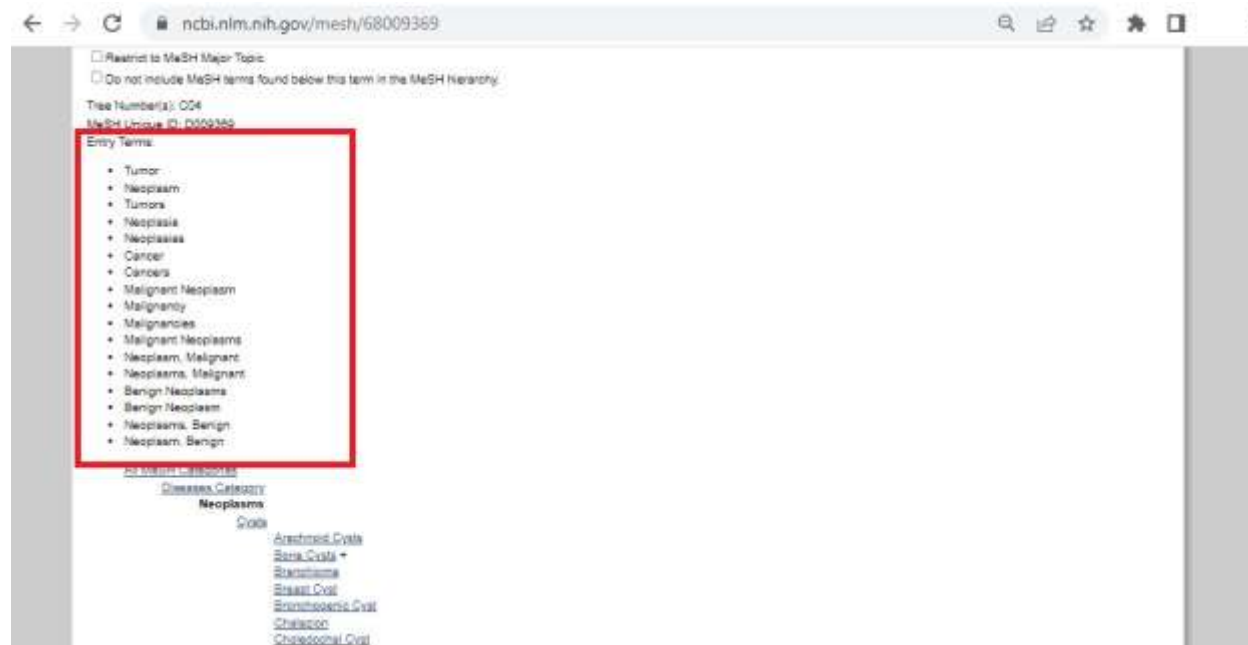 ncbi.nlm.nih.gov/mesh/68009369
Restrict to MeSH Major Topic.
Do not include MeSH terms found below this term in the MeSH hierarchy.
Tree Number(s): C04
MeSH Unique ID: D009369
Entry Terms:
Tumor
Neoplasm
Tumors
Neoplasia
Neoplasias
Cancer
Cancers
Malignant Neoplasm
Malignancy
Malignancies
Malignant Neoplasms
Neoplasm, Malignant
Neoplasms, Malignant
Benign Neoplasms
Benign Neoplasm
Neoplasms, Benign
Neoplasm, Benign
All MeSH Categories
Diseases Category
Neoplasms
Cysts
Arachnoid Cysts
Bone Cysts +
Branchioma
Breast Cyst
Bronchogenic Cyst
Chalazion
Choledochal Cyst